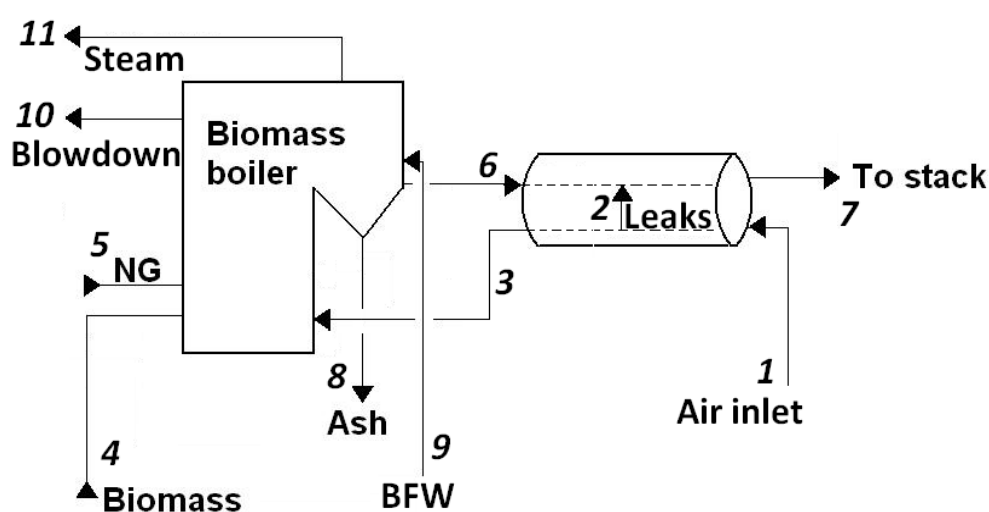 11
Steam
10
Blowdown
Biomass
boiler
6
To stack
7
2 Leaks
5
NG
3
8
Ash
1
Air inlet
4
Biomass
9
BFW